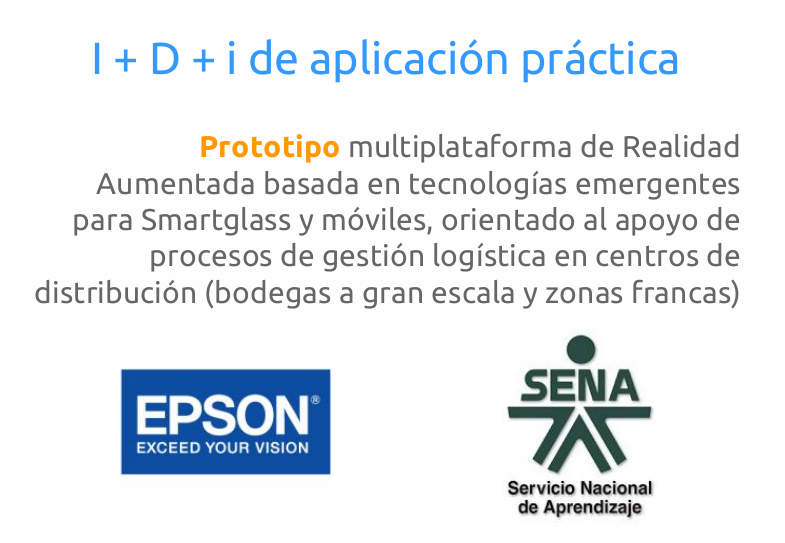 I + D + i de aplicación práctica
Prototipo multiplataforma de Realidad
Aumentada basada en tecnologías emergentes
para Smartglass y móviles, orientado al apoyo de
procesos de gestión logística en centros de
distribución (bodegas a gran escala y zonas francas)
EPSON®
EXCEED YOUR VISION
SENA
Servicio Nacional
de Aprendizaje